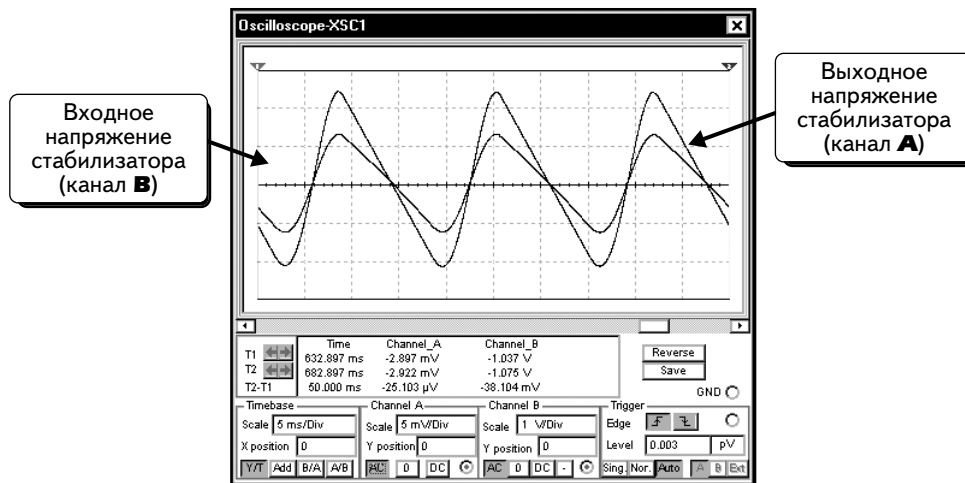 Oscilloscope-XSC1
Входное
напряжение
стабилизатора
(канал B)
Выходное
напряжение
стабилизатора
(канал A)
Time Channel_A Channel_B
T1 632.897 ms -2.897 mV -1.037 V
T2 682.897 ms -2.922 mV -1.075 V
T2-T1 50.000 ms -25.103 µV -38.104 mV
Reverse
Save
GND
Timebase
Scale 5 ms/Div
X position 0
Y/T Add B/A A/B
Channel A
Scale 5 mV/Div
Y position 0
AC 0 DC
Channel B
Scale 1 V/Div
Y position 0
AC 0 DC -
Trigger
Edge
Level 0.003 pV
Sing. Nor. Auto A B Ext